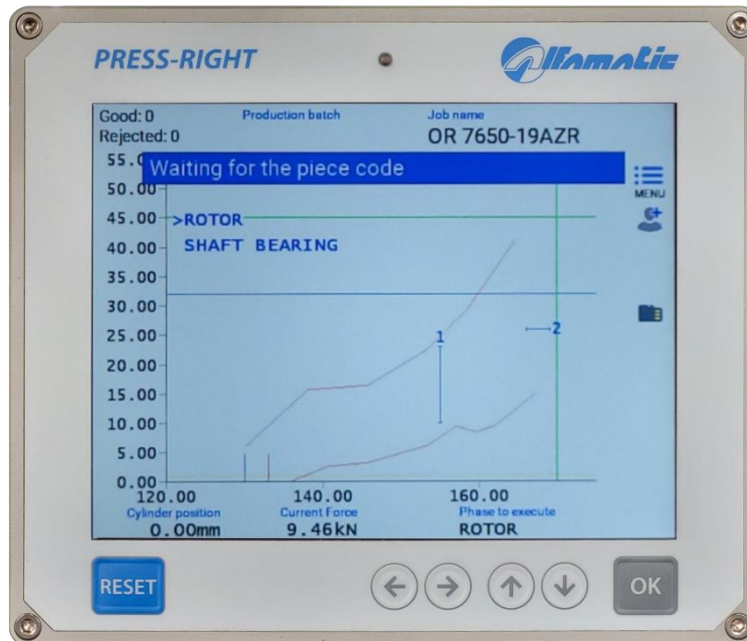 PRESS-RIGHT
Alfamatic
Good: 0
Rejected: 0
Production batch
Job name
OR 7650-19AZR
Waiting for the piece code
MENU
>ROTOR
SHAFT BEARING
55.
50.00
45.00
40.00
35.00
30.00
25.00
20.00
15.00
10.00
5.00
0.00
1
2
120.00
140.00
160.00
Cylinder position
0.00mm
Current Force
9.46kN
Phase to execute
ROTOR
RESET
OK